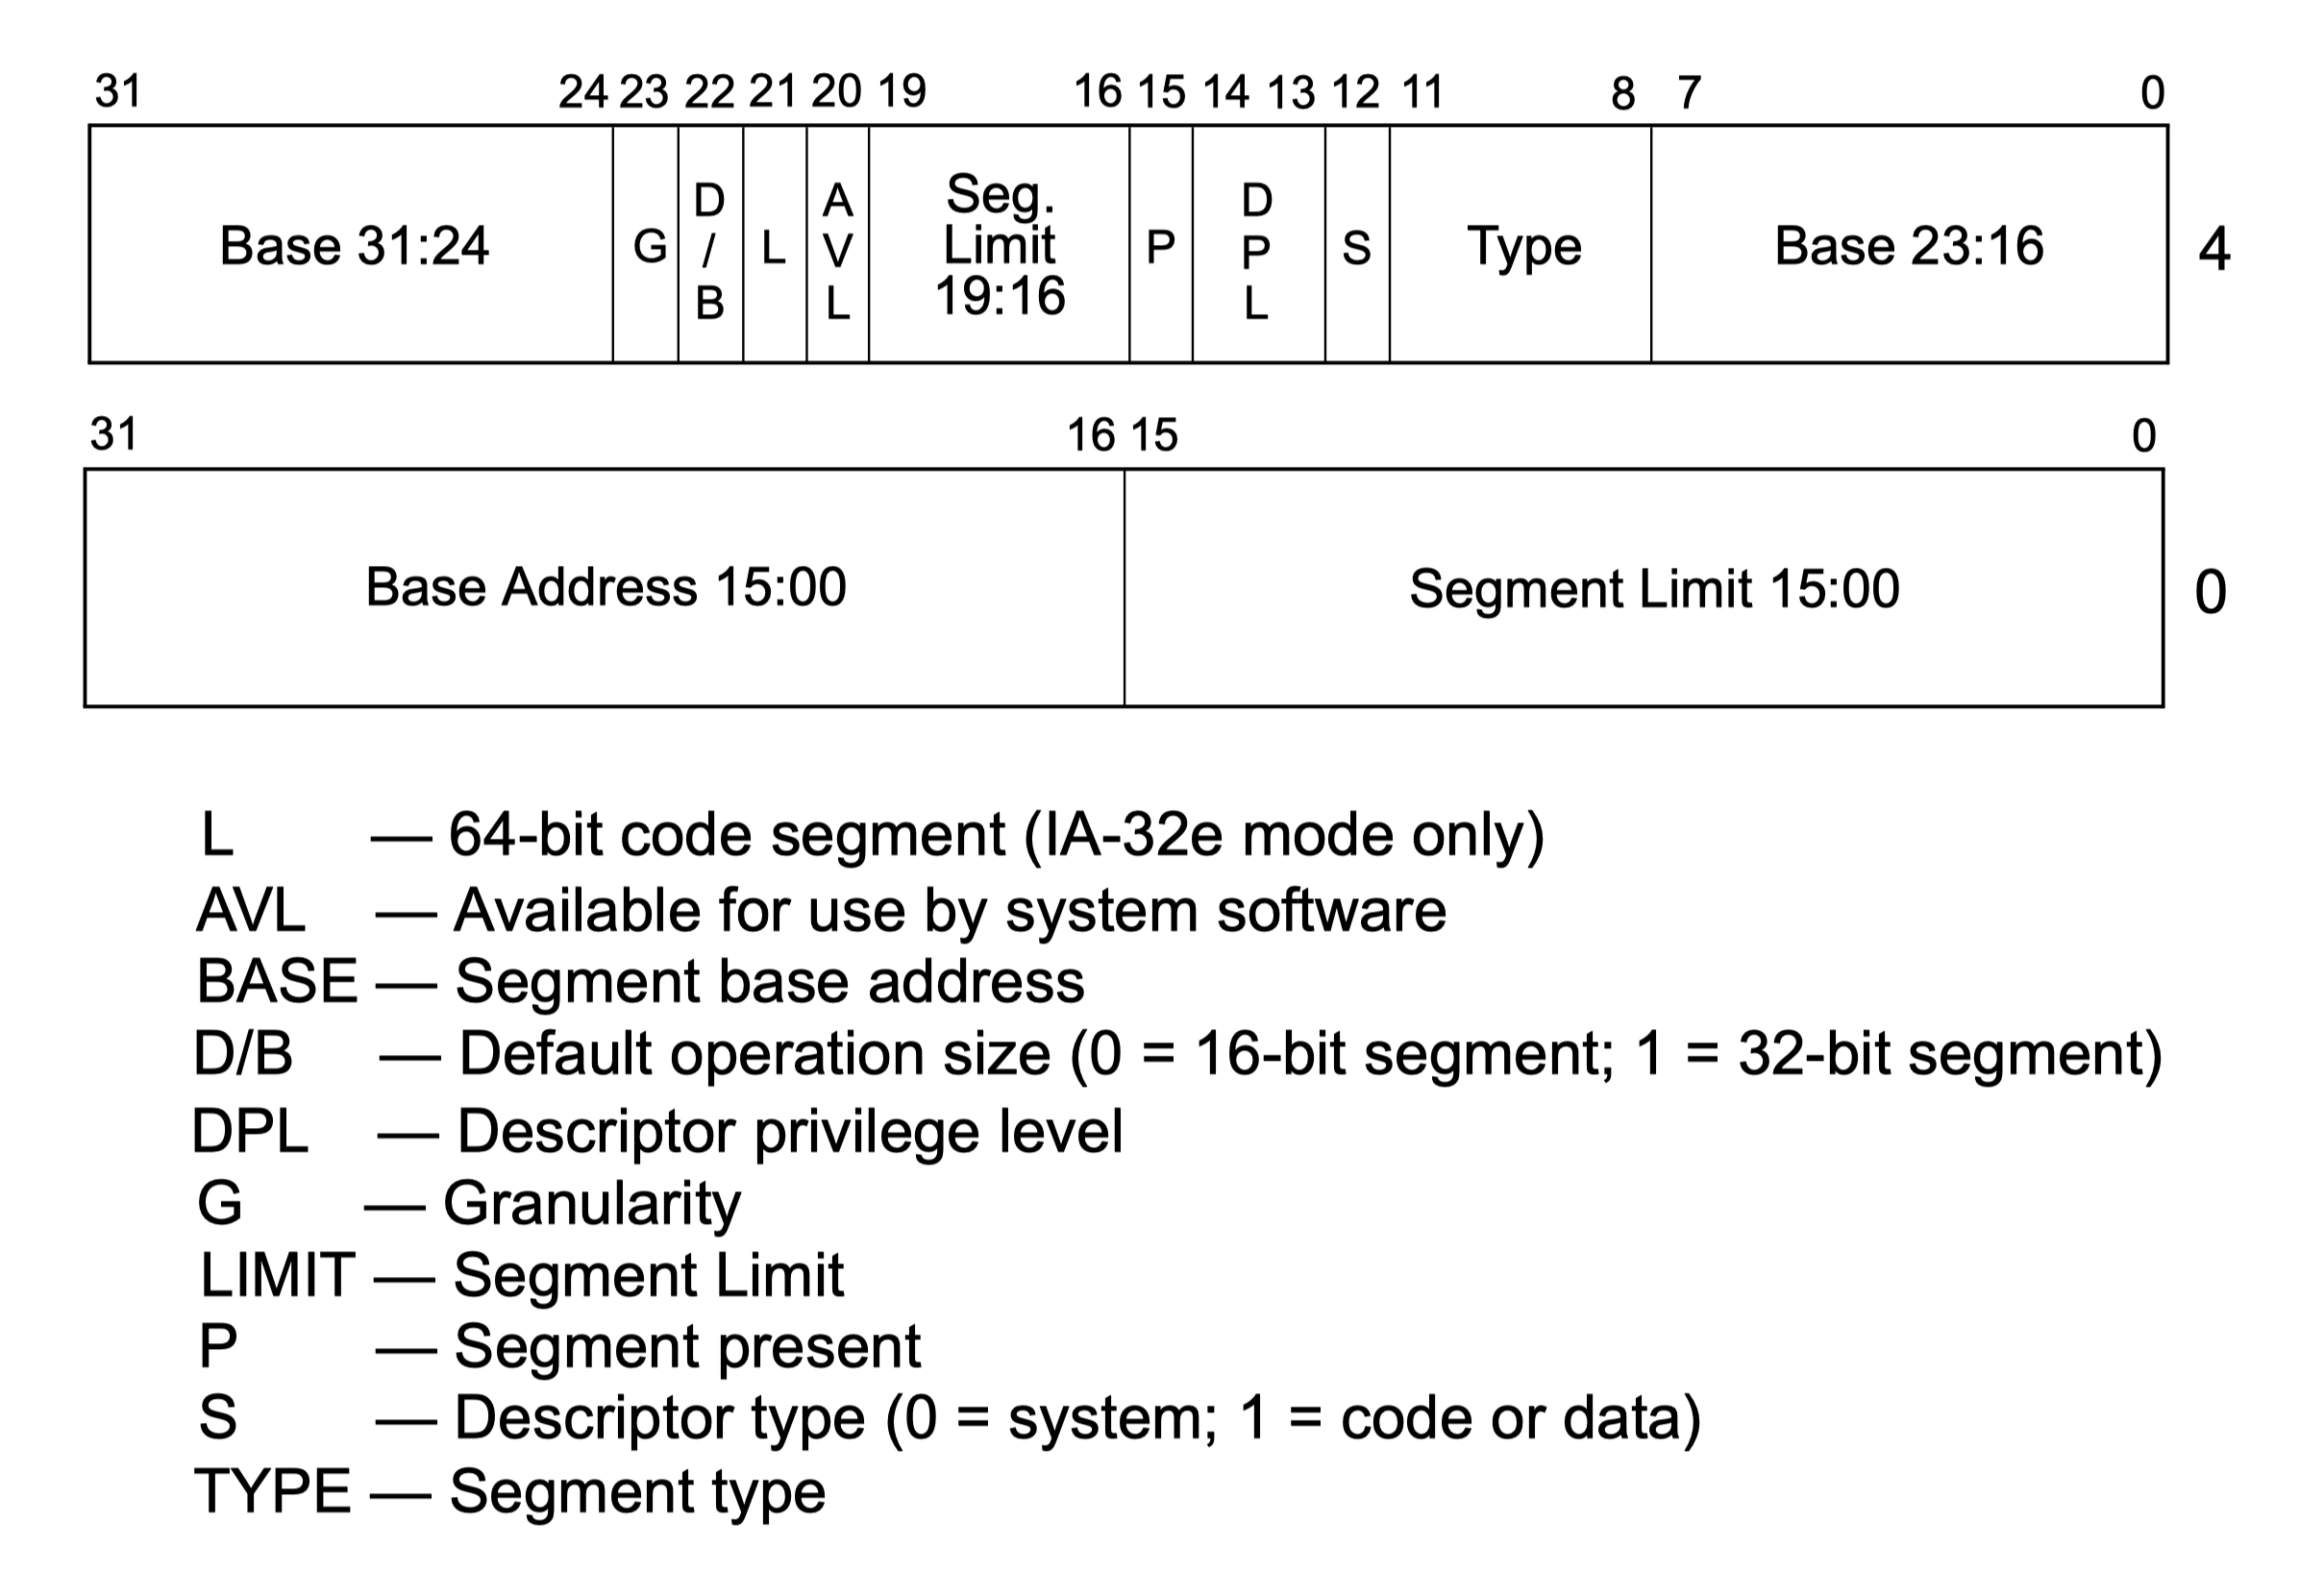 31 24 23 22 21 20 19 16 15 14 13 12 11 8 7 0
Base 31:24 G D/B L AVL Seg. Limit 19:16 P DPL S Type Base 23:16 4
31 16 15 0
Base Address 15:00 Segment Limit 15:00 0
L — 64-bit code segment (IA-32e mode only)
AVL — Available for use by system software
BASE — Segment base address
D/B — Default operation size (0 = 16-bit segment; 1 = 32-bit segment)
DPL — Descriptor privilege level
G — Granularity
LIMIT — Segment Limit
P — Segment present
S — Descriptor type (0 = system; 1 = code or data)
TYPE — Segment type